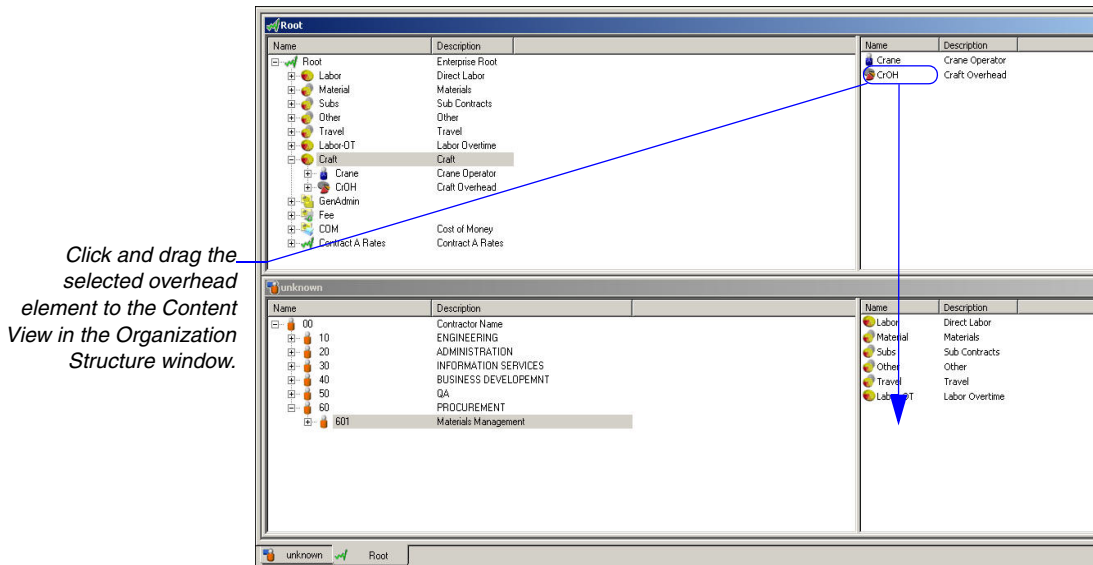 Root
Name Description
Root Enterprise Root
Labor Direct Labor
Material Materials
Subs Sub Contracts
Other Other
Travel Travel
Labor-OT Labor Overtime
Craft Craft
Crane Crane Operator
CrOH Craft Overhead
GenAdmin
Fee
COM Cost of Money
Contract A Rates Contract A Rates
Name Description
Crane Crane Operator
CrOH Craft Overhead
Click and drag the
selected overhead
element to the Content
View in the Organization
Structure window.
unknown
Name Description
00 Contractor Name
10 ENGINEERING
20 ADMINISTRATION
30 INFORMATION SERVICES
40 BUSINESS DEVELOPEMNT
50 QA
60 PROCUREMENT
601 Materials Management
Name Description
Labor Direct Labor
Material Materials
Subs Sub Contracts
Other Other
Travel Travel
Labor-OT Labor Overtime
unknown Root